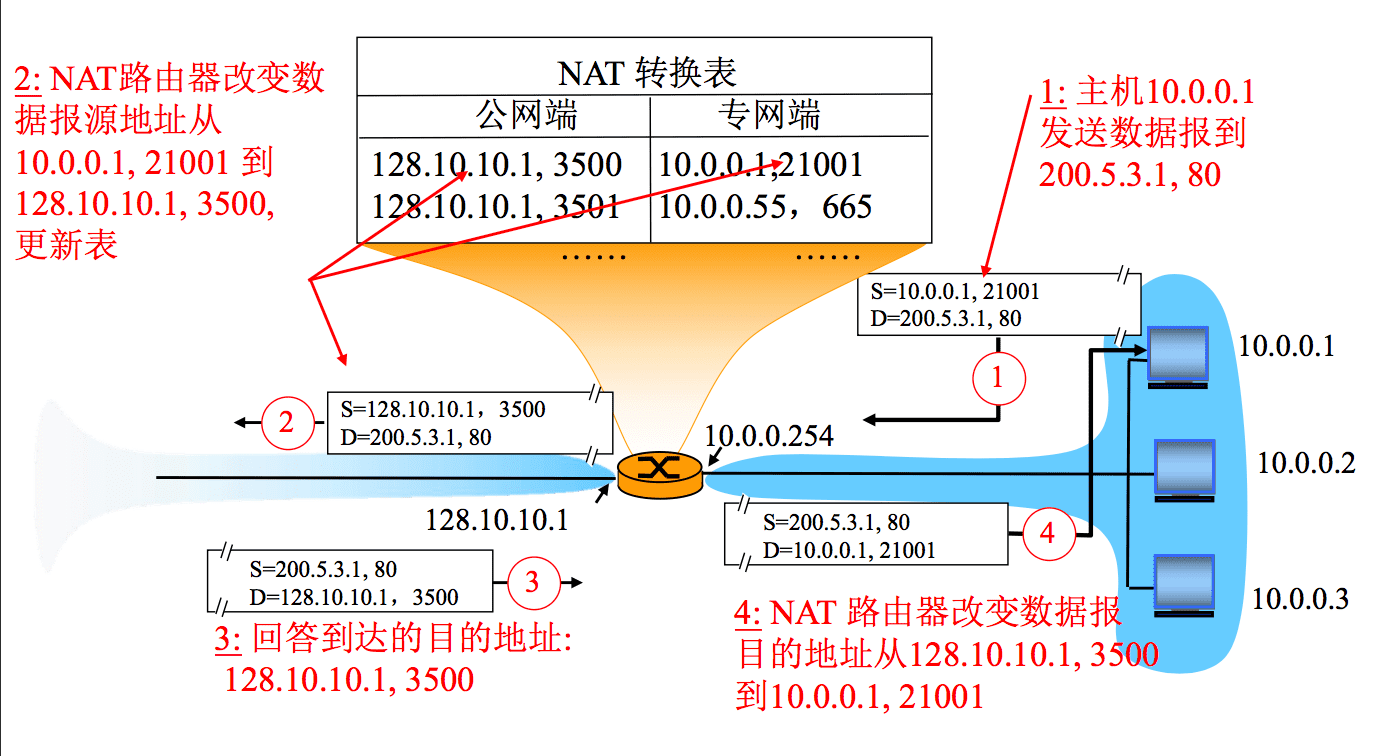 NAT 转换表
公网端 专网端
128.10.10.1, 3500 10.0.0.1,21001
128.10.10.1, 3501 10.0.0.55，665
…… ……
2: NAT路由器改变数
据报源地址从
10.0.0.1, 21001 到
128.10.10.1, 3500,
更新表
1: 主机10.0.0.1
发送数据报到
200.5.3.1, 80
S=10.0.0.1, 21001
D=200.5.3.1, 80
1
10.0.0.1
S=128.10.10.1，3500
D=200.5.3.1, 80
2
10.0.0.254
10.0.0.2
128.10.10.1
S=200.5.3.1, 80
D=10.0.0.1, 21001
4
S=200.5.3.1, 80
D=128.10.10.1，3500
3
10.0.0.3
3: 回答到达的目的地址:
128.10.10.1, 3500
4: NAT 路由器改变数据报
目的地址从128.10.10.1, 3500
到10.0.0.1, 21001